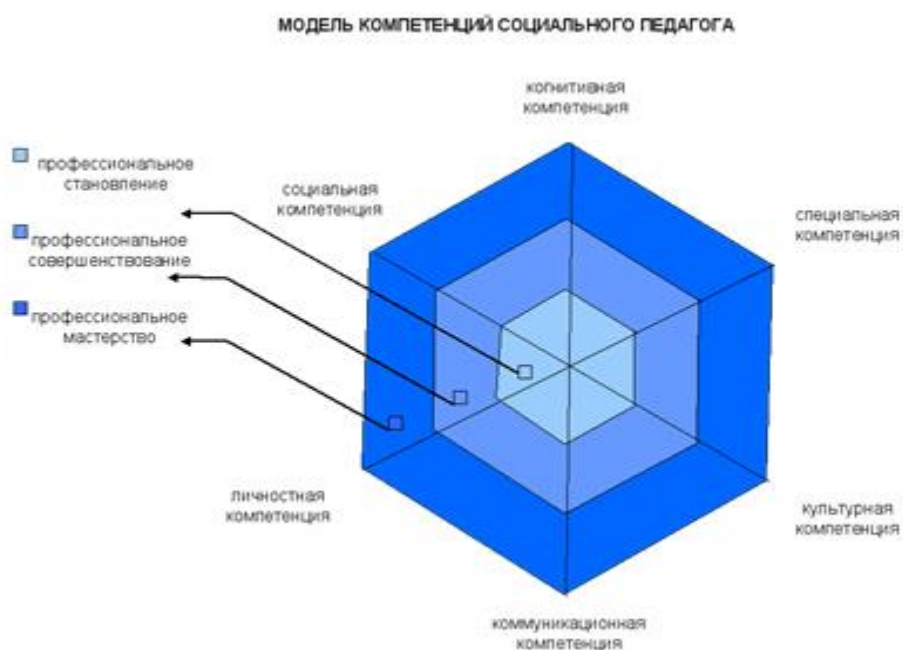 МОДЕЛЬ КОМПЕТЕНЦИЙ СОЦИАЛЬНОГО ПЕДАГОГА
когнитивная
компетенция
профессиональное
становление
социальная
компетенция
специальная
компетенция
профессиональное
совершенствование
профессиональное
мастерство
личностная
компетенция
культурная
компетенция
коммуникационная
компетенция